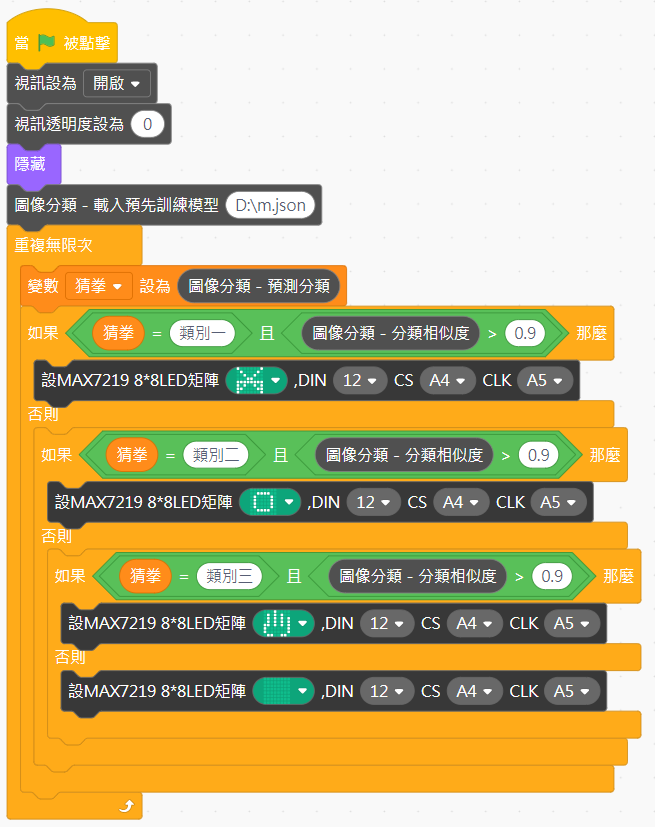 當 被點擊
視訊設為 開啟
視訊透明度設為 0
隱藏
圖像分類 - 載入預先訓練模型 D:\m.json
重複無限次
變數 猜拳 設為 圖像分類 - 預測分類
如果 猜拳 = 類別一 且 圖像分類 - 分類相似度 > 0.9 那麼
設MAX7219 8*8LED矩陣 ,DIN 12 CS A4 CLK A5
否則
如果 猜拳 = 類別二 且 圖像分類 - 分類相似度 > 0.9 那麼
設MAX7219 8*8LED矩陣 ,DIN 12 CS A4 CLK A5
否則
如果 猜拳 = 類別三 且 圖像分類 - 分類相似度 > 0.9 那麼
設MAX7219 8*8LED矩陣 ,DIN 12 CS A4 CLK A5
否則
設MAX7219 8*8LED矩陣 ,DIN 12 CS A4 CLK A5